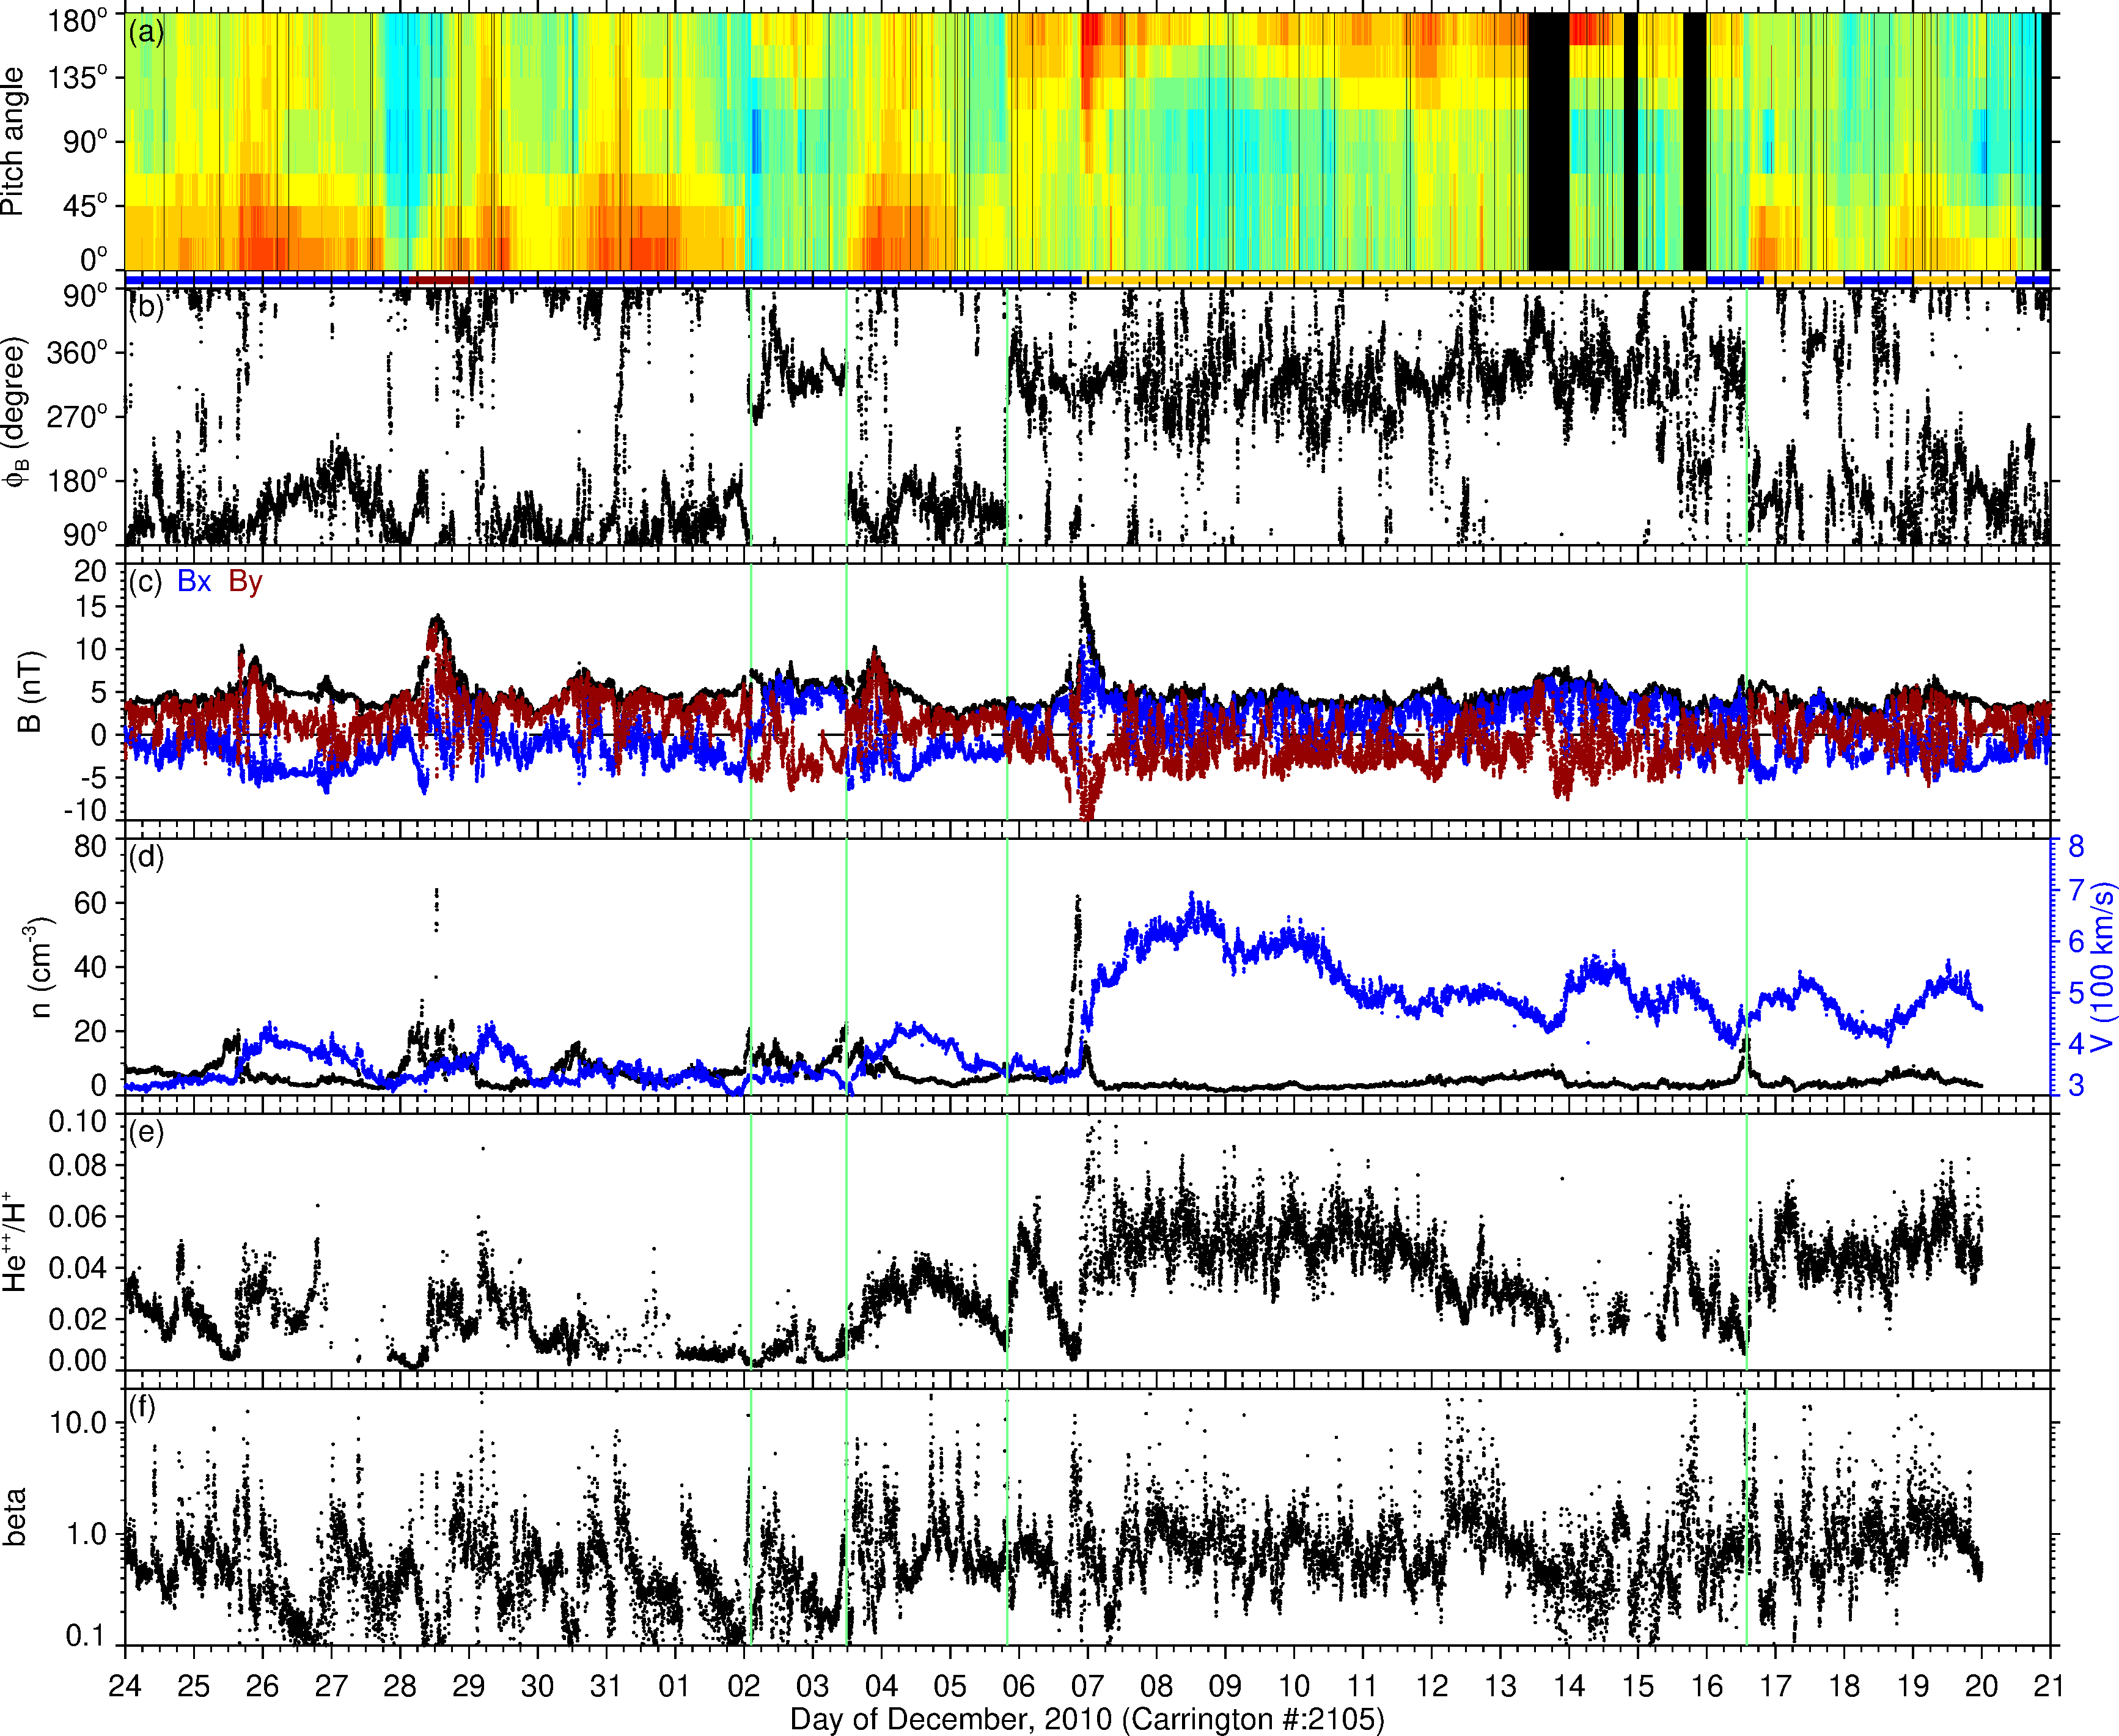 (a)
180°
135°
90°
45°
0°
Pitch angle
(b)
90°
360°
270°
180°
90°
ϕB (degree)
(c) Bx By
20
15
10
5
0
-5
-10
B (nT)
(d)
80
60
40
20
0
n (cm-3)
8
7
6
5
4
3
V (100 km/s)
(e)
0.10
0.08
0.06
0.04
0.02
0.00
He++/H+
(f)
10.0
1.0
0.1
beta
24 25 26 27 28 29 30 31 01 02 03 04 05 06 07 08 09 10 11 12 13 14 15 16 17 18 19 20 21
Day of December, 2010 (Carrington #:2105)